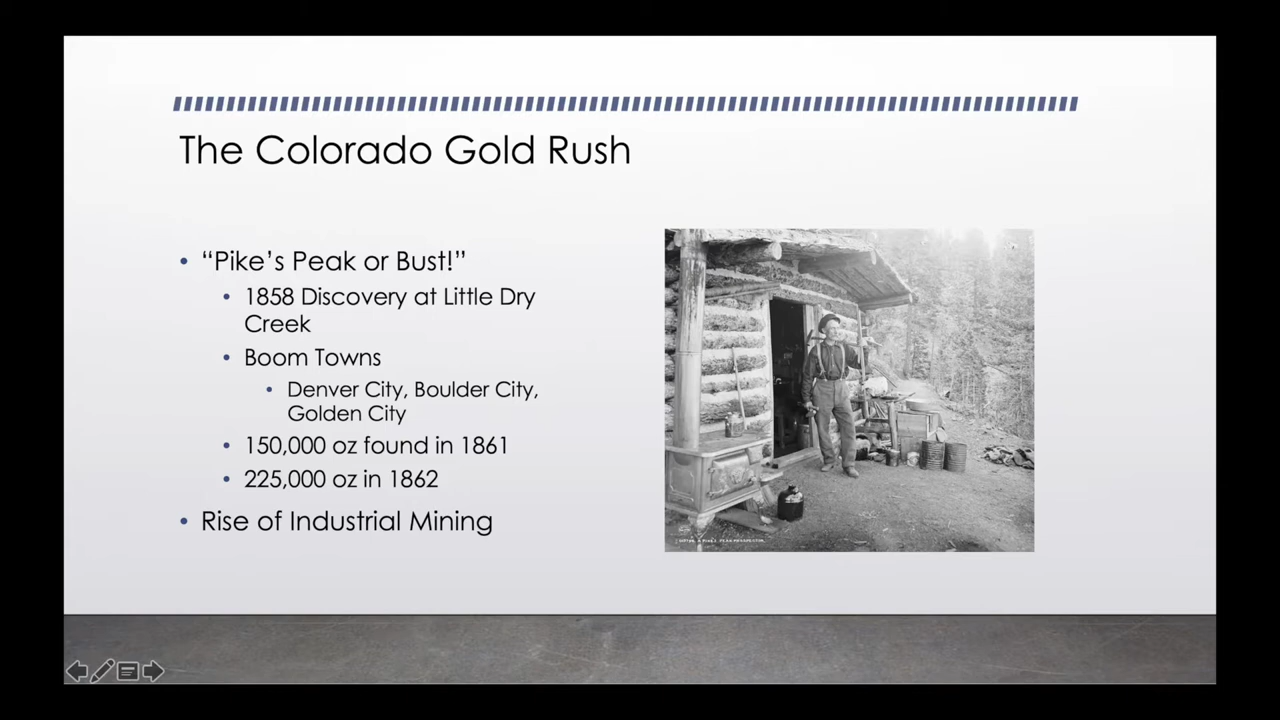 The Colorado Gold Rush
“Pike’s Peak or Bust!”
1858 Discovery at Little Dry
Creek
Boom Towns
Denver City, Boulder City,
Golden City
150,000 oz found in 1861
225,000 oz in 1862
Rise of Industrial Mining